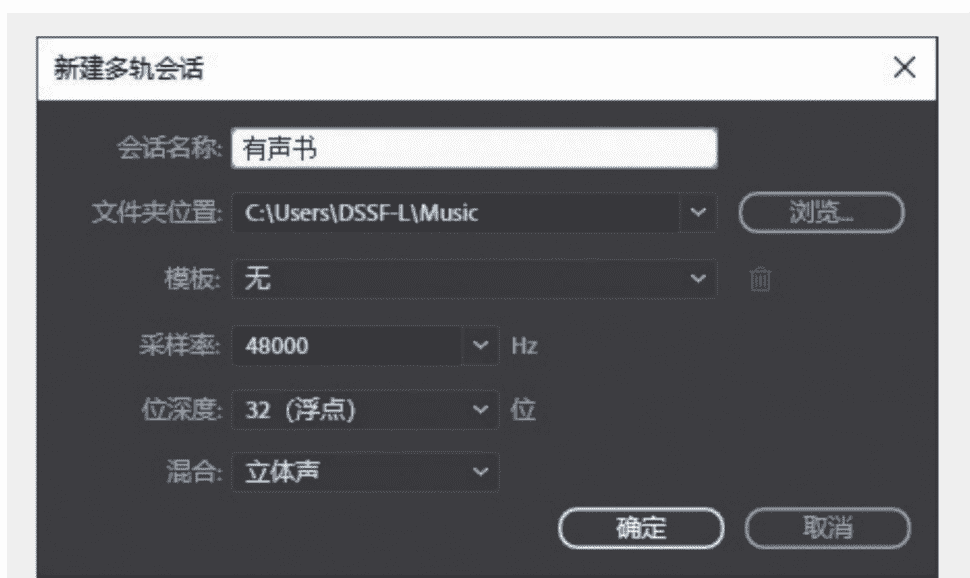 新建多轨会话
会话名称: 有声书
文件夹位置: C:\Users\DSSF-L\Music 浏览...
模板: 无
采样率: 48000 Hz
位深度: 32 (浮点) 位
混合: 立体声
确定 取消